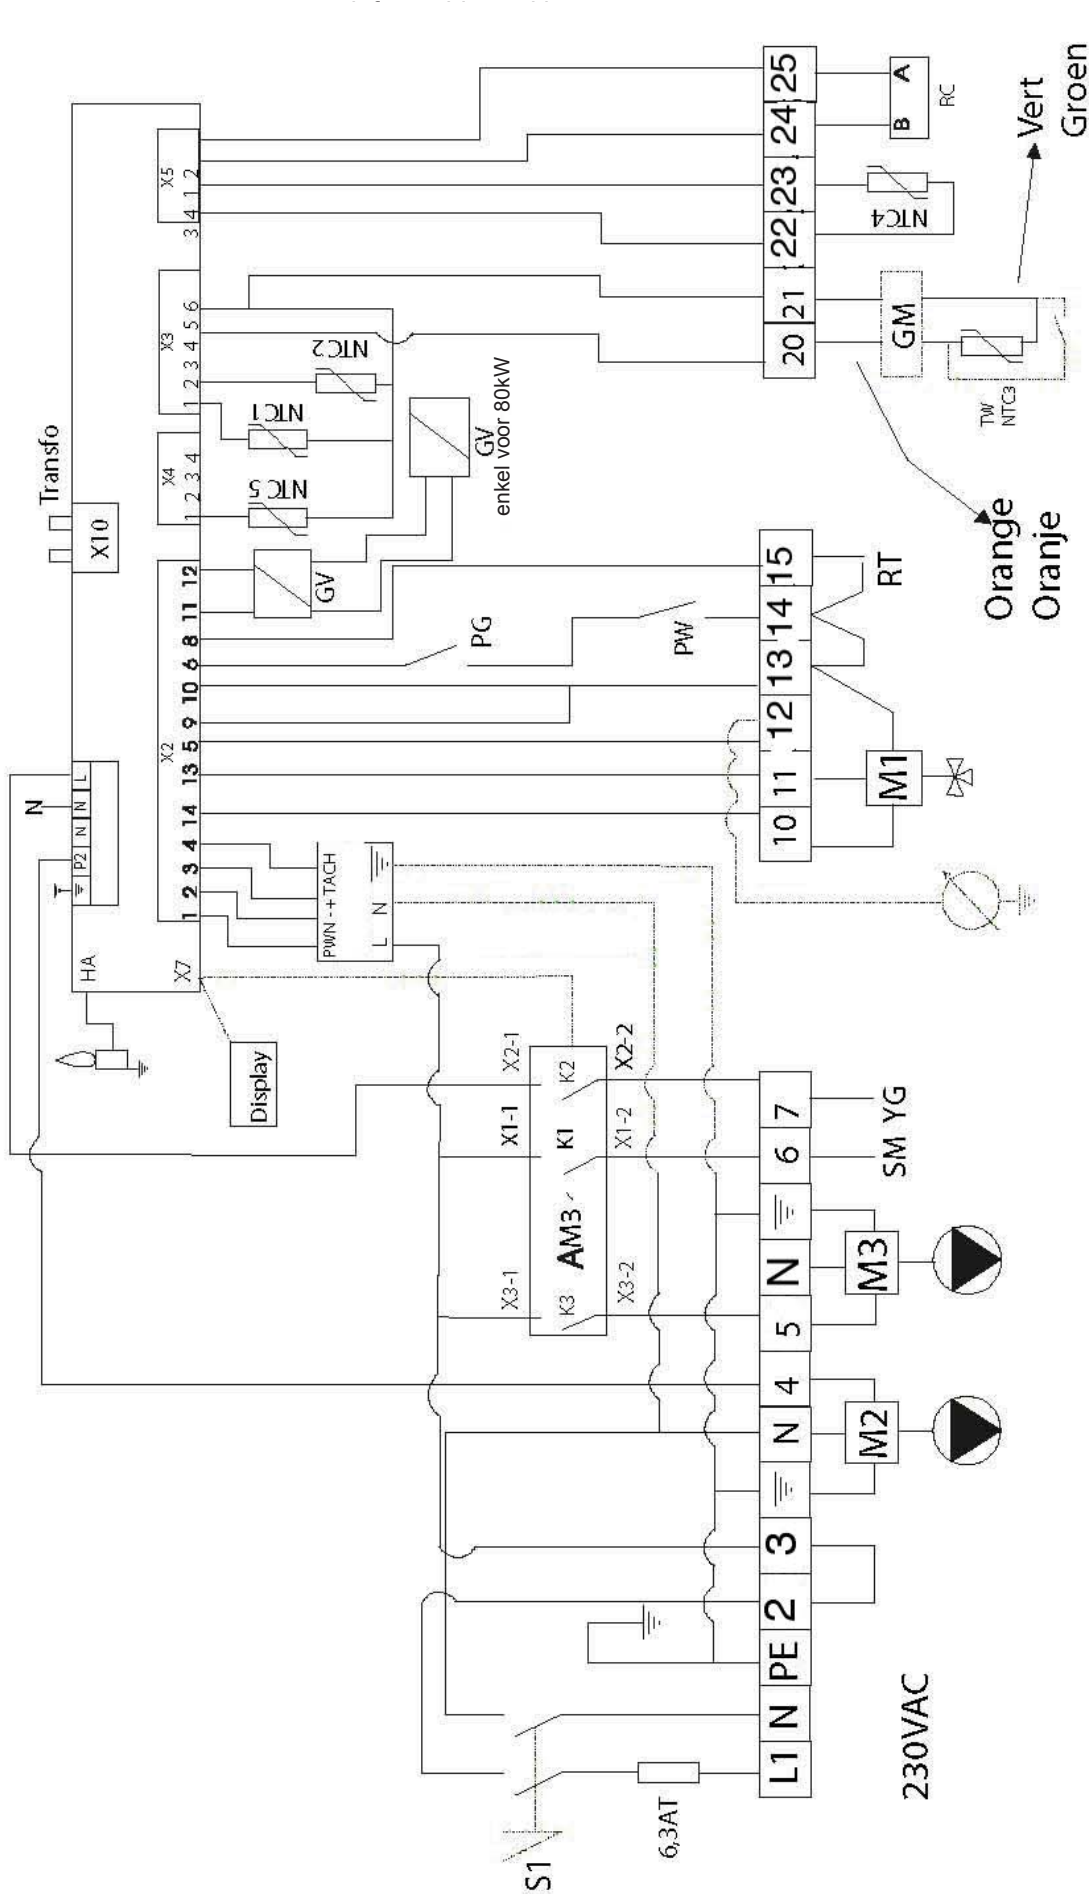 Transfo
X10
N
L
N
N
P2
HA
X7
Display
X5
3 4 1 2
X3
1 2 3 4 5 6
X4
1 2 3 4
X2
1 2 3 4 14 13 5 9 10 6 8 11 12
NTC1
NTC2
NTC5
GV
GV
enkel voor 80kW
PG
PW
PWN - + TACH
L N
X2-1
X1-1
X3-1
K2
K1
K3
AM3
X2-2
X1-2
X3-2
S1
6,3AT
L1 N PE 2 3 N 4 5 N 6 7
230VAC
M2
M3
SM YG
10 11 12 13 14 15
M1
RT
20 21 22 23 24 25
GM
TW
NTC3
NTC4
B A
RC
Orange
Oranje
Vert
Groen